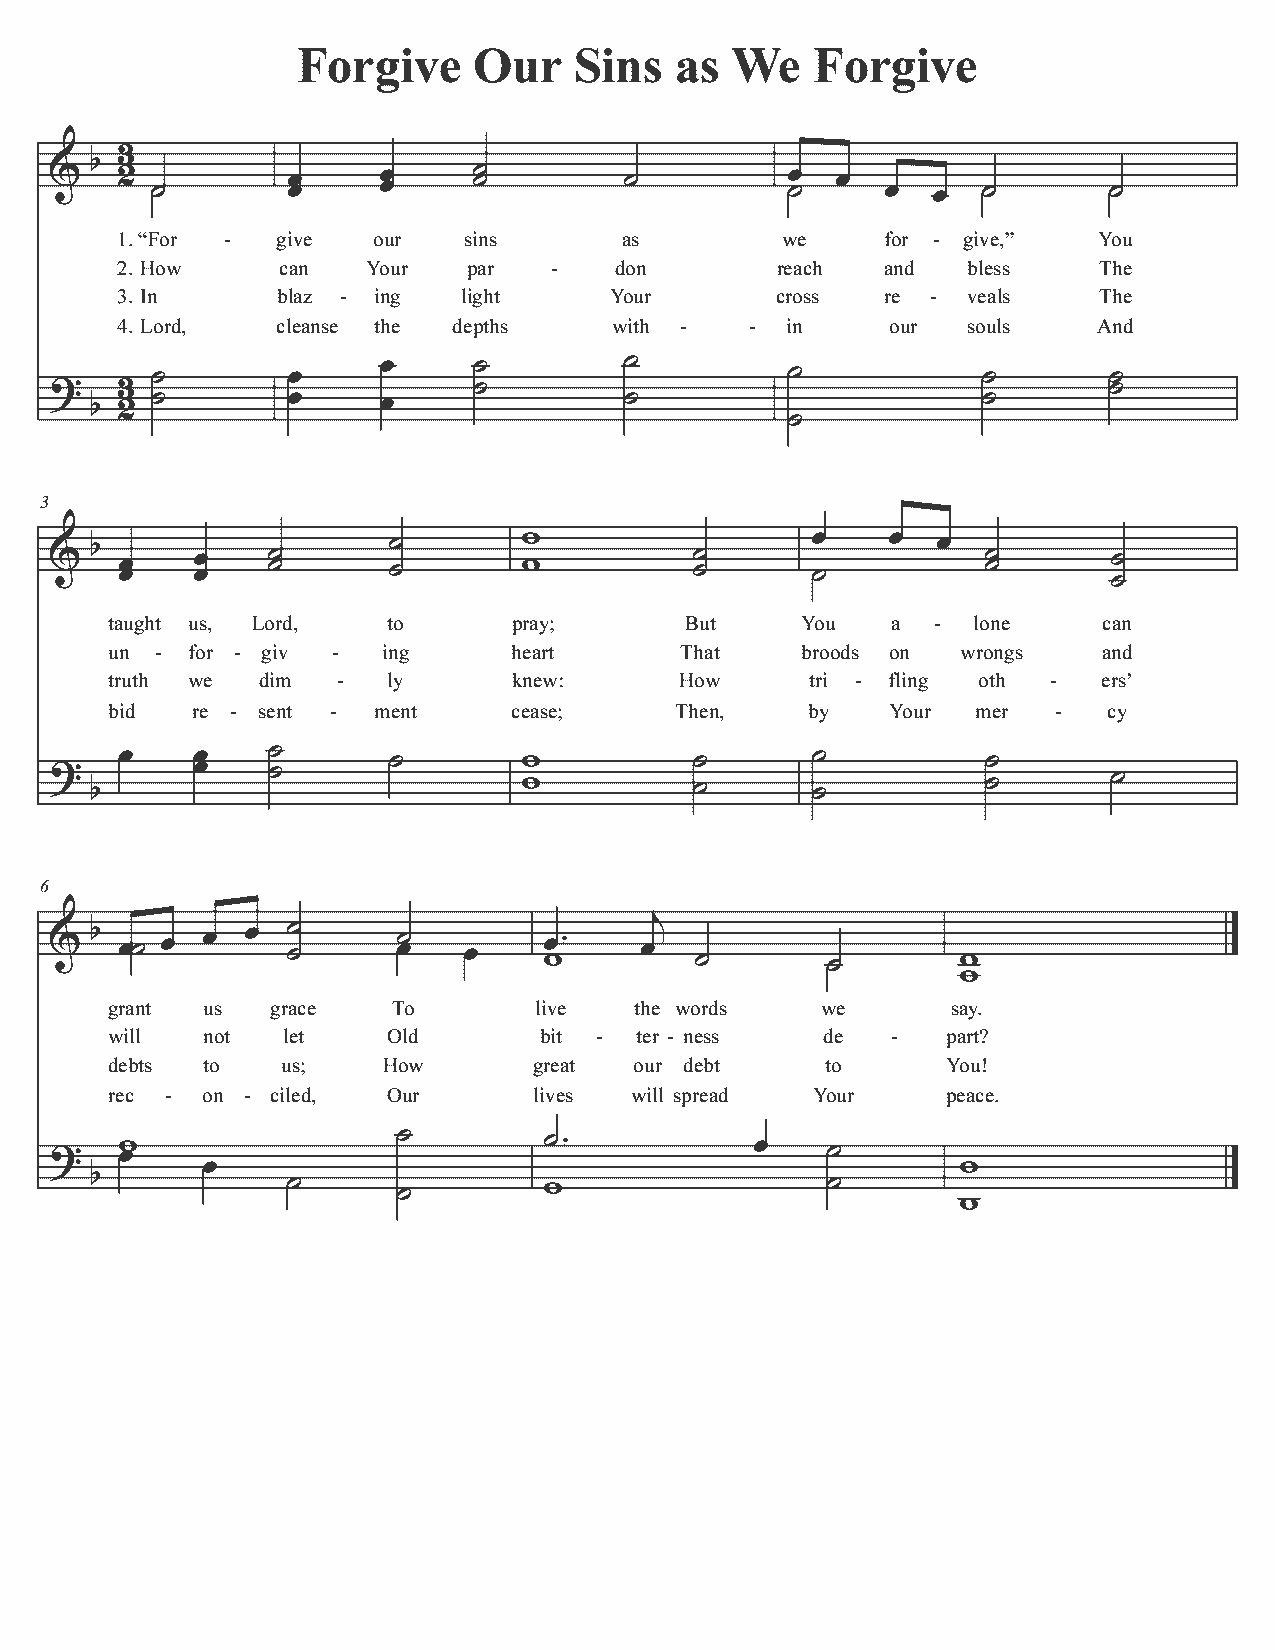 Forgive Our Sins as We Forgive
1. “For - give our sins as we for - give,” You
2. How can Your par - don reach and bless The
3. In blaz - ing light Your cross re - veals The
4. Lord, cleanse the depths with - - in our souls And
3
taught us, Lord, to pray; But You a - lone can
un - for - giv - ing heart That broods on wrongs and
truth we dim - ly knew: How tri - fling oth - ers’
bid re - sent - ment cease; Then, by Your mer - cy
6
grant us grace To live the words we say.
will not let Old bit - ter - ness de - part?
debts to us; How great our debt to You!
rec - on - ciled, Our lives will spread Your peace.